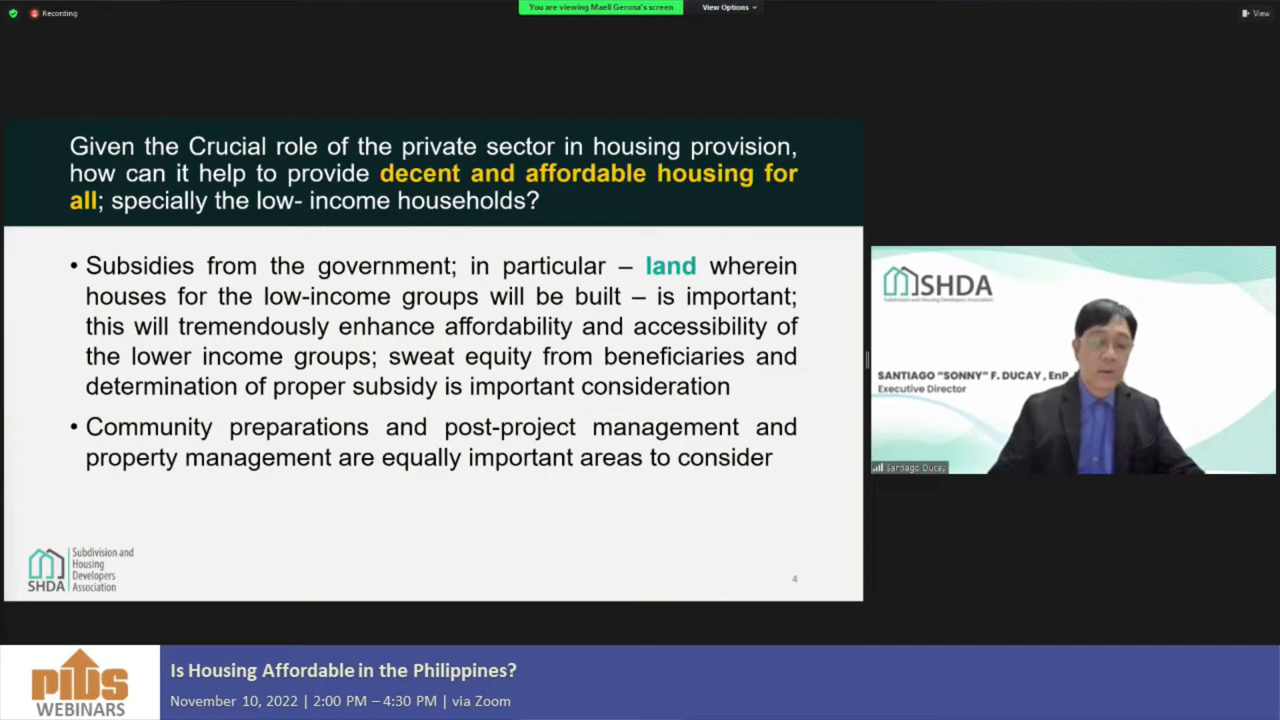 Recording
You are viewing Maeli Gerona's screen
View Options
View
Given the Crucial role of the private sector in housing provision,
how can it help to provide decent and affordable housing for
all; specially the low- income households?
• Subsidies from the government; in particular – land wherein
houses for the low-income groups will be built – is important;
this will tremendously enhance affordability and accessibility of
the lower income groups; sweat equity from beneficiaries and
determination of proper subsidy is important consideration
• Community preparations and post-project management and
property management are equally important areas to consider
SHDA
Subdivision and
Housing
Developers
Association
4
SHDA
Subdivision and Housing Developers Association
SANTIAGO "SONNY" F. DUCAY , EnP
Executive Director
Santiago Ducay
PIDS
WEBINARS
Is Housing Affordable in the Philippines?
November 10, 2022 | 2:00 PM – 4:30 PM | via Zoom